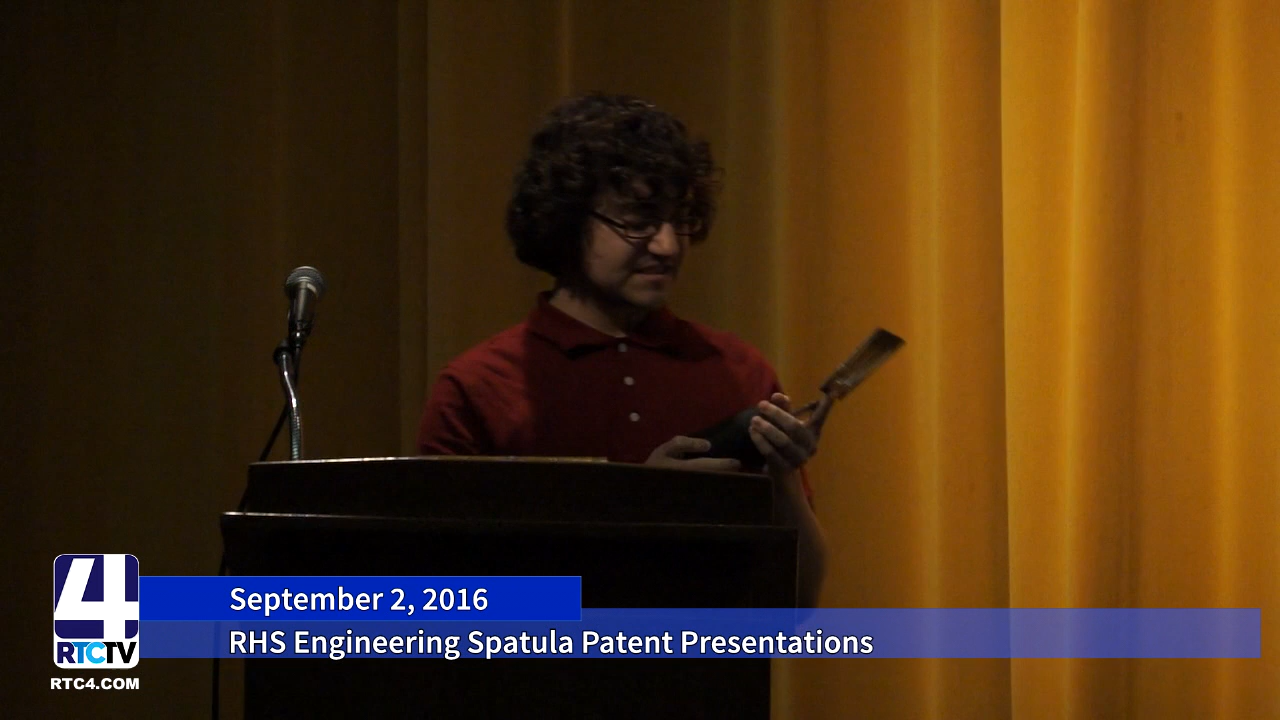 September 2, 2016
RHS Engineering Spatula Patent Presentations
4
RTCTV
RTC4.COM